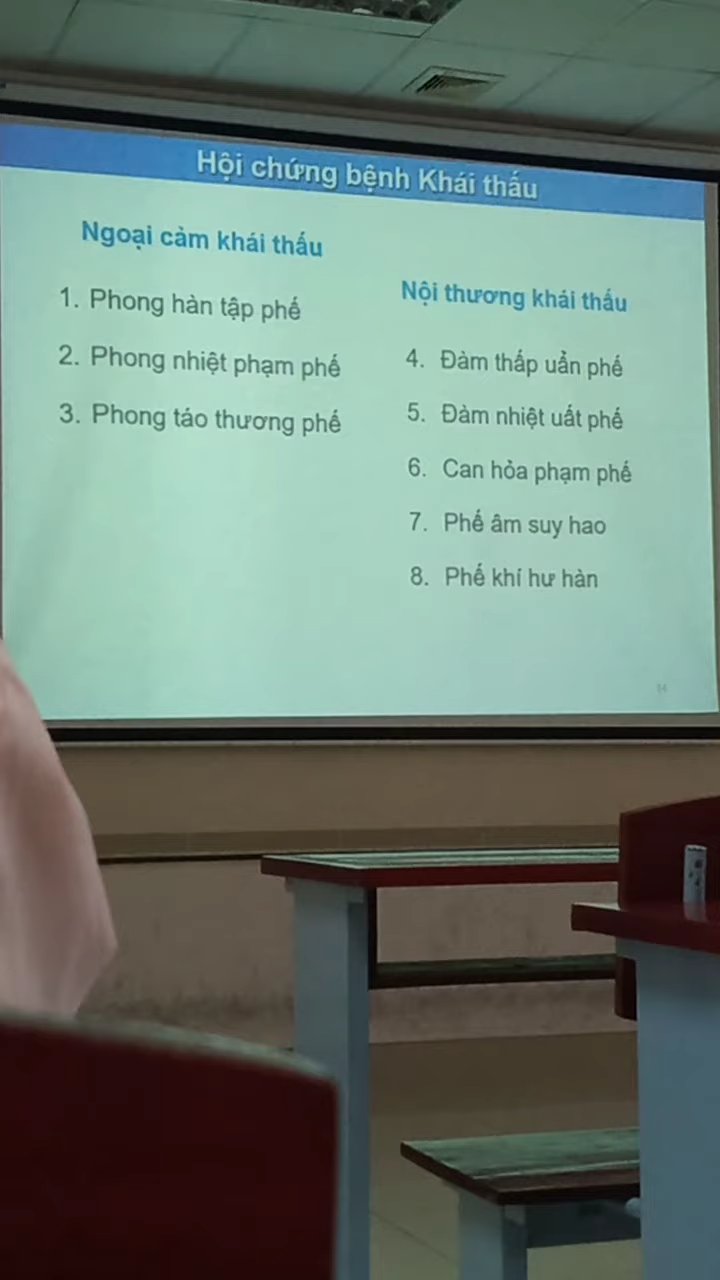 Hội chứng bệnh Khái thấu
Ngoại cảm khái thấu
1. Phong hàn tập phế
2. Phong nhiệt phạm phế
3. Phong táo thương phế
Nội thương khái thấu
4. Đàm thấp uẩn phế
5. Đàm nhiệt uất phế
6. Can hỏa phạm phế
7. Phế âm suy hao
8. Phế khí hư hàn